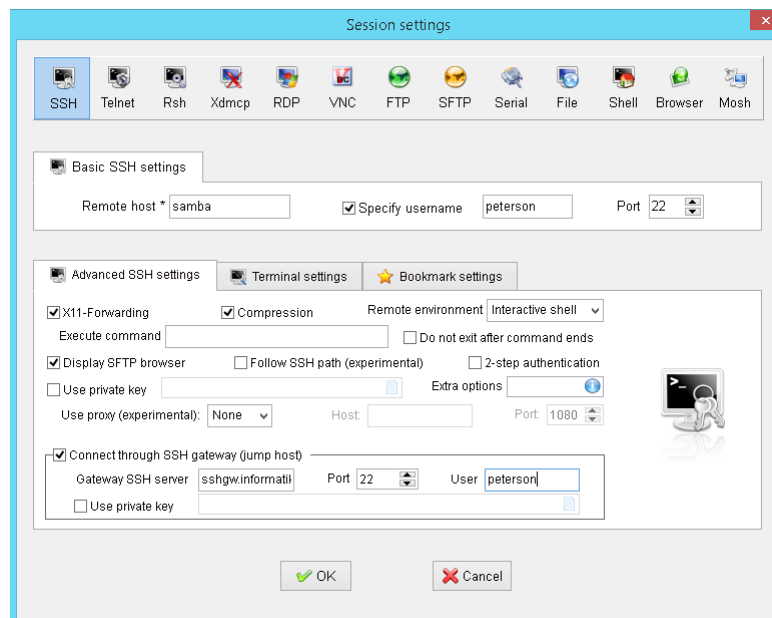 Session settings
SSH Telnet Rsh Xdmcp RDP VNC FTP SFTP Serial File Shell Browser Mosh
Basic SSH settings
Remote host * samba Specify username peterson Port 22
Advanced SSH settings Terminal settings Bookmark settings
X11-Forwarding Compression Remote environment Interactive shell
Execute command Do not exit after command ends
Display SFTP browser Follow SSH path (experimental) 2-step authentication
Use private key Extra options
Use proxy (experimental): None Host: Port: 1080
Connect through SSH gateway (jump host)
Gateway SSH server sshgw.informatik Port 22 User peterson
Use private key
OK Cancel